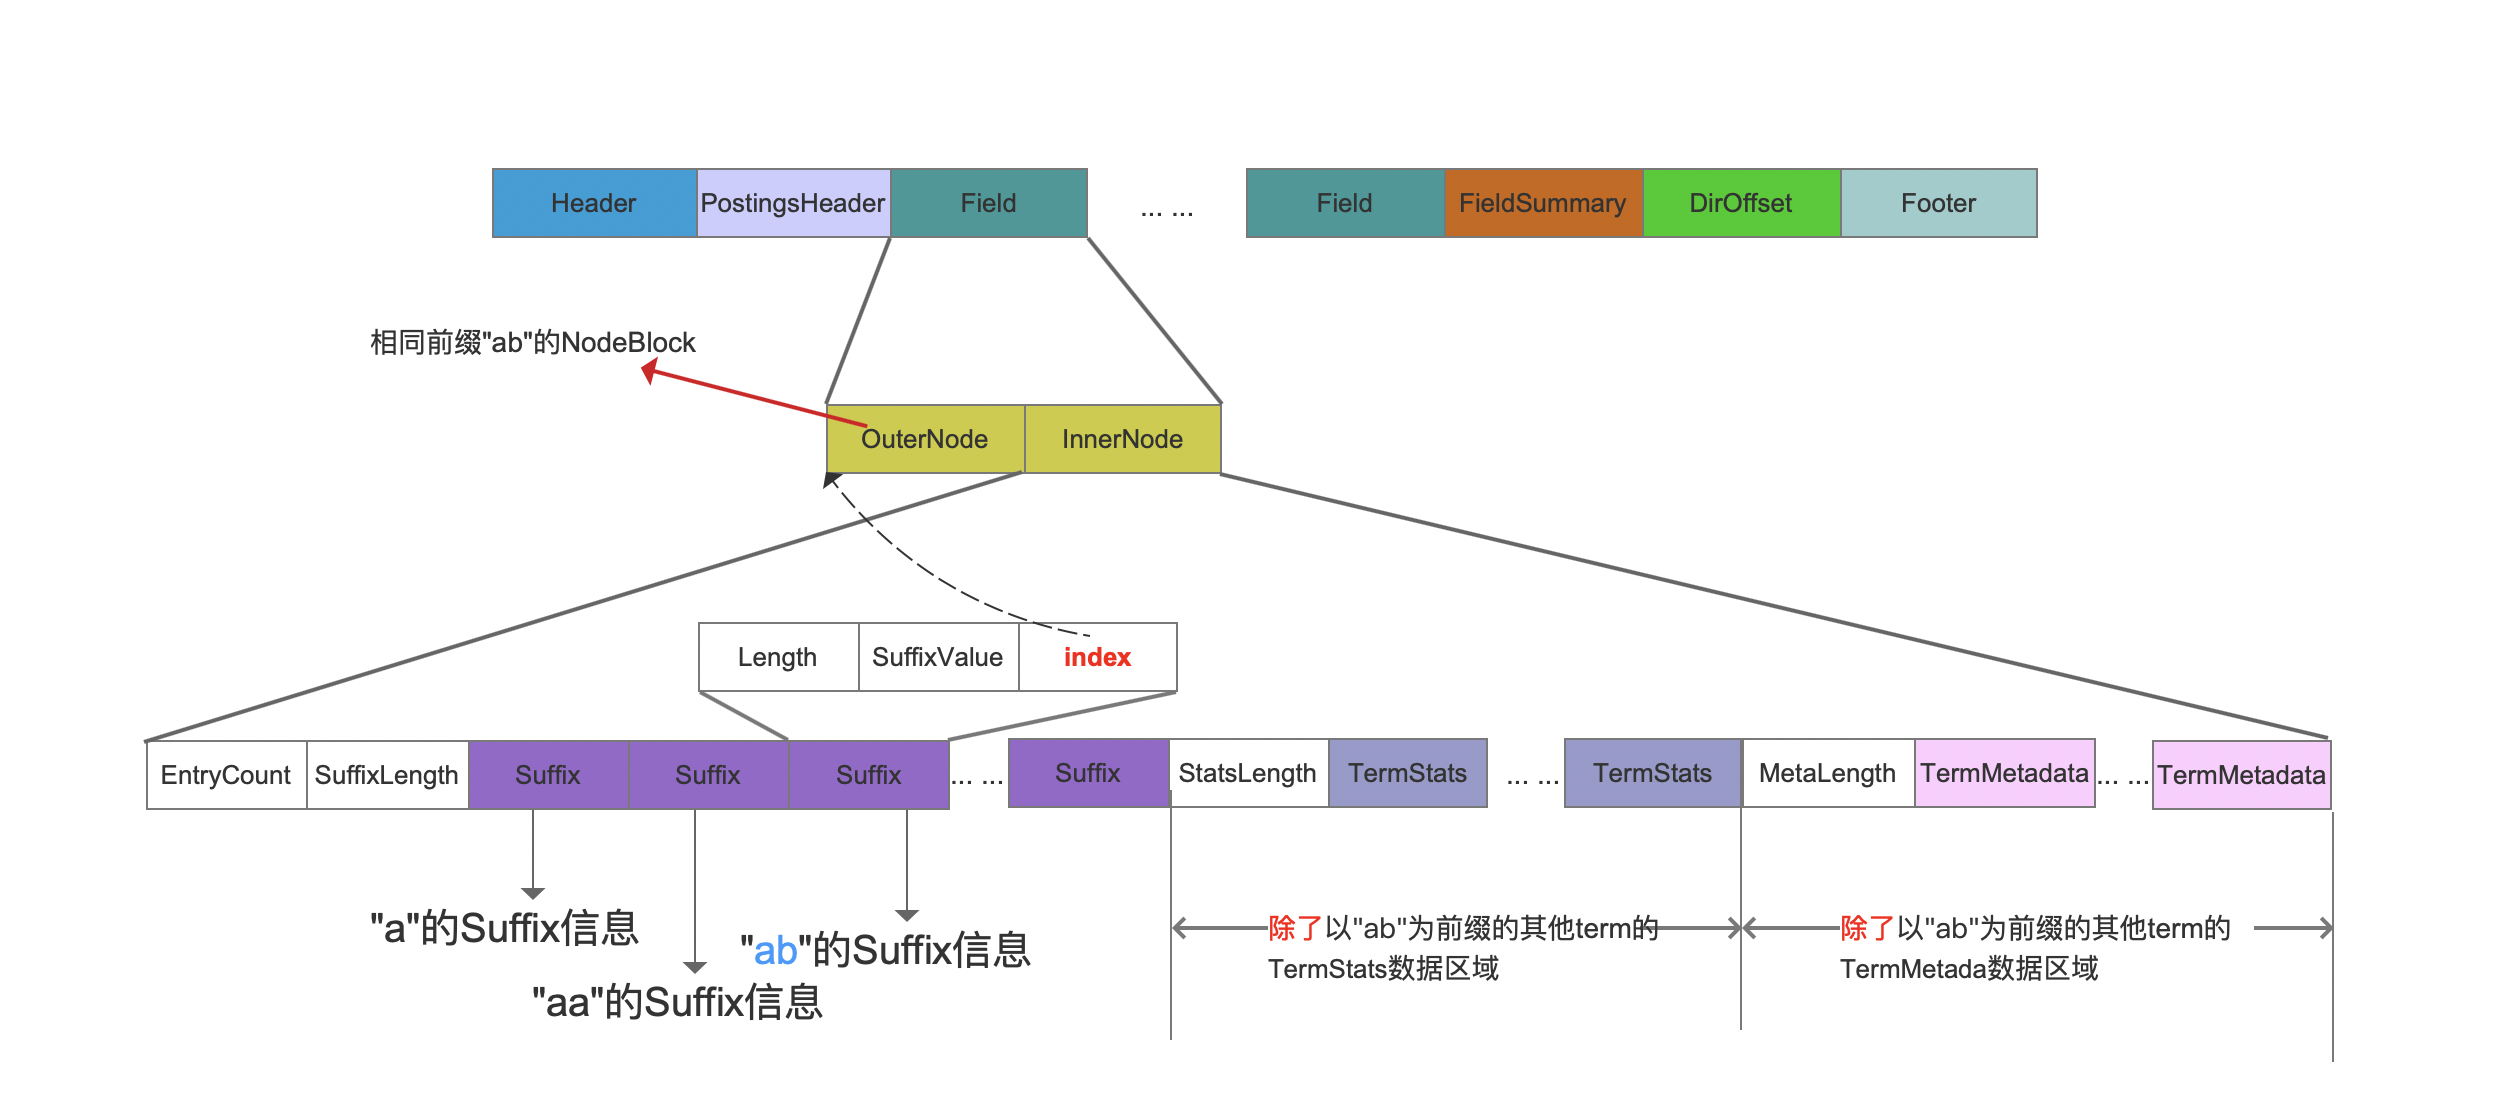 Header PostingsHeader Field ... ... Field FieldSummary DirOffset Footer
相同前缀"ab"的NodeBlock
OuterNode InnerNode
Length SuffixValue index
EntryCount SuffixLength Suffix Suffix Suffix ... ... Suffix StatsLength TermStats ... ... TermStats MetaLength TermMetadata ... ... TermMetadata
"a"的Suffix信息
"ab"的Suffix信息
"aa"的Suffix信息
除了以"ab"为前缀的其他term的
TermStats数据区域
除了以"ab"为前缀的其他term的
TermMetada数据区域